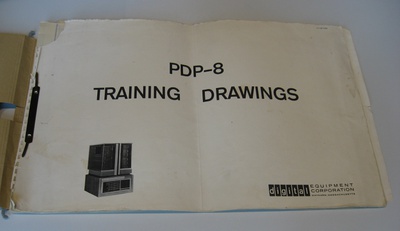 PDP-8
TRAINING DRAWINGS
digital EQUIPMENT
CORPORATION